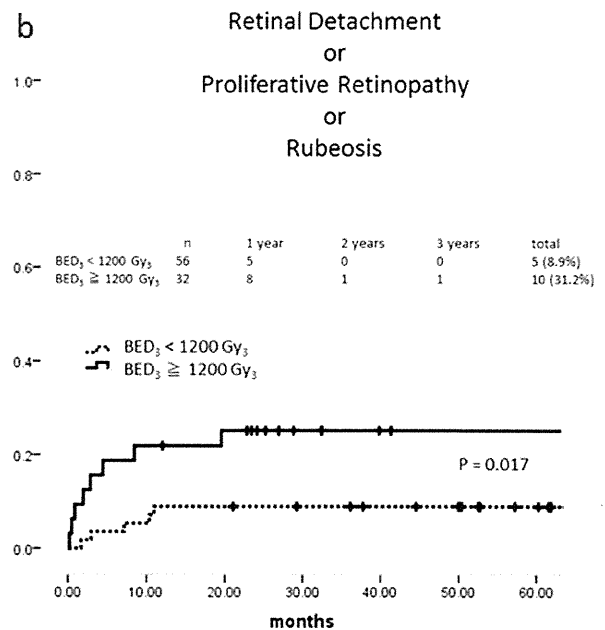 b
Retinal Detachment
or
Proliferative Retinopathy
or
Rubeosis
1.0
0.8
n 1 year 2 years 3 years total
BED₃ < 1200 Gy₃ 56 5 0 0 5 (8.9%)
BED₃ ≧ 1200 Gy₃ 32 8 1 1 10 (31.2%)
0.6
BED₃ < 1200 Gy₃
BED₃ ≧ 1200 Gy₃
0.4
0.2
P = 0.017
0.0
0.00 10.00 20.00 30.00 40.00 50.00 60.00
months